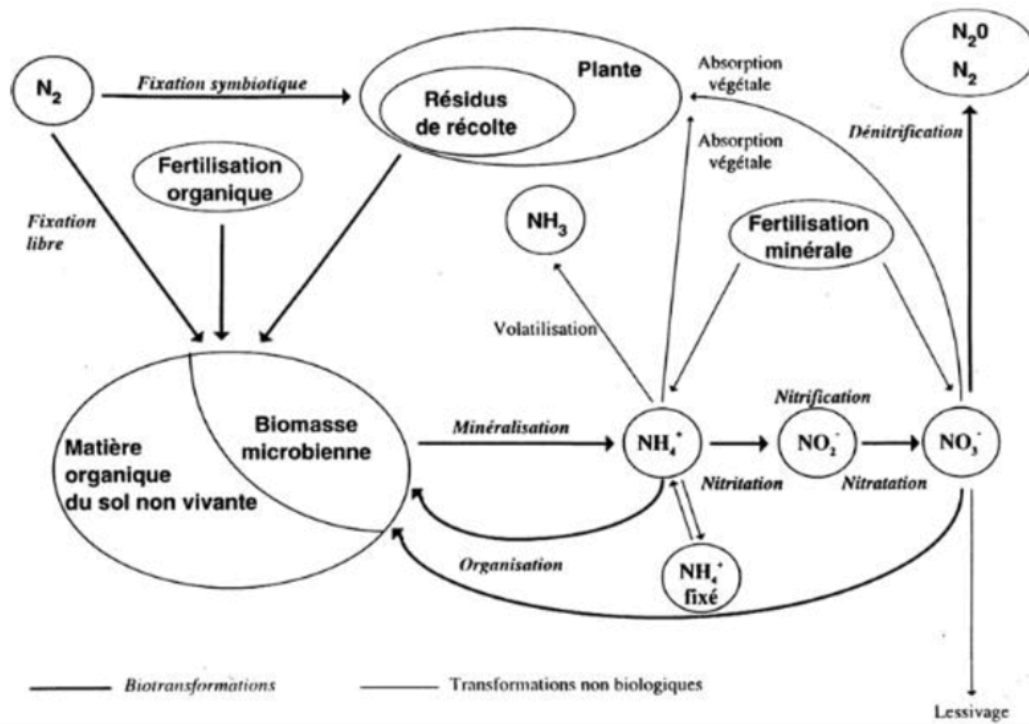 N₂
Fixation symbiotique
Plante
Résidus
de récolte
Absorption
végétale
Absorption
végétale
N₂0
N₂
Dénitrification
Fertilisation
organique
Fixation
libre
NH₃
Fertilisation
minérale
Volatilisation
Matière
organique
du sol non vivante
Biomasse
microbienne
Minéralisation
NH₄⁺
Nitrification
NO₂⁻
NO₃⁻
Nitritation
Nitratation
Organisation
NH₄⁺
fixé
Biotransformations
Transformations non biologiques
Lessivage